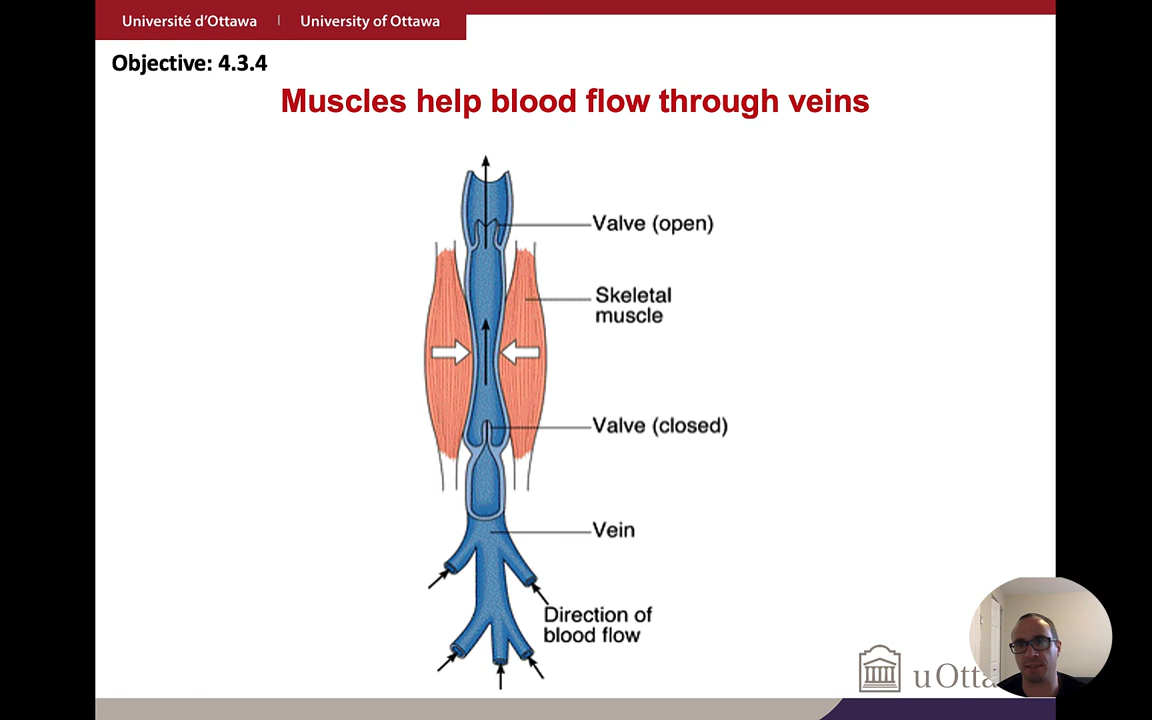 Université d'Ottawa | University of Ottawa
Objective: 4.3.4
Muscles help blood flow through veins
Valve (open)
Skeletal
muscle
Valve (closed)
Vein
Direction of
blood flow